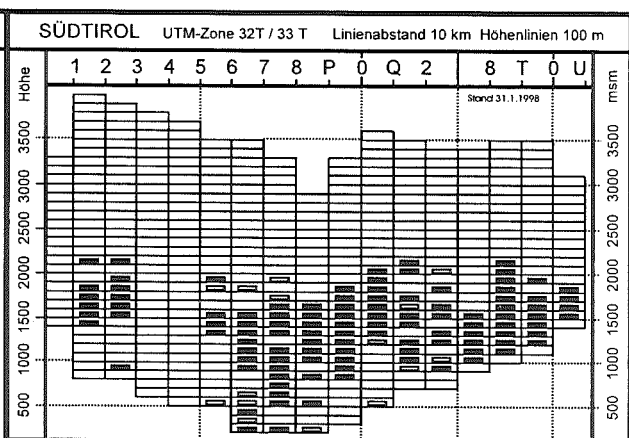 SÜDTIROL UTM-Zone 32T / 33 T Linienabstand 10 km Höhenlinien 100 m
1 2 3 4 5 6 7 8 P 0 Q 2 8 T 0 U
Höhe msm
Stand 31.1.1998
3500 3500
3000 3000
2500 2500
2000 2000
1500 1500
1000 1000
500 500